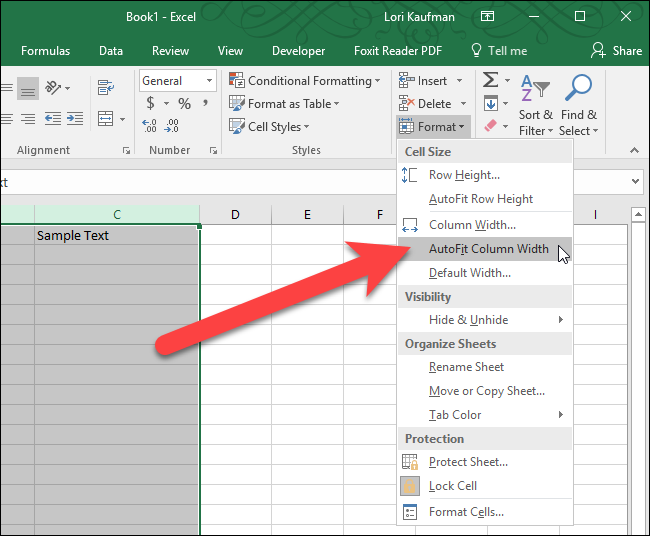 Book1 - Excel
Lori Kaufman
Formulas Data Review View Developer Foxit Reader PDF Tell me Share
General
Conditional Formatting
Format as Table
Cell Styles
$ % ,
.00
.00 .0
Insert
Delete
Format
Σ
A
Z
Sort & Filter
Find & Select
Alignment Number Styles
Cell Size
Row Height...
AutoFit Row Height
Column Width...
AutoFit Column Width
Default Width...
Visibility
Hide & Unhide
Organize Sheets
Rename Sheet
Move or Copy Sheet...
Tab Color
Protection
Protect Sheet...
Lock Cell
Format Cells...
xt
C D E F I
Sample Text